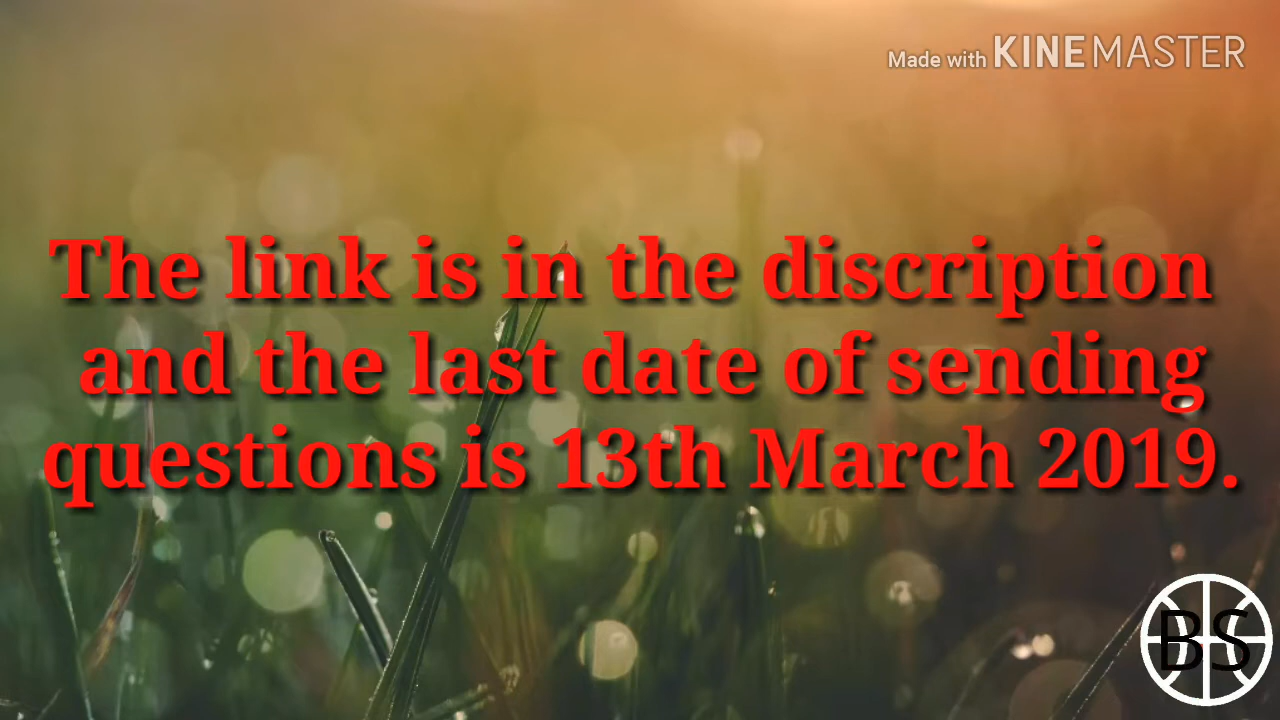 Made with KINEMASTER
The link is in the discription
and the last date of sending
questions is 13th March 2019.
BS